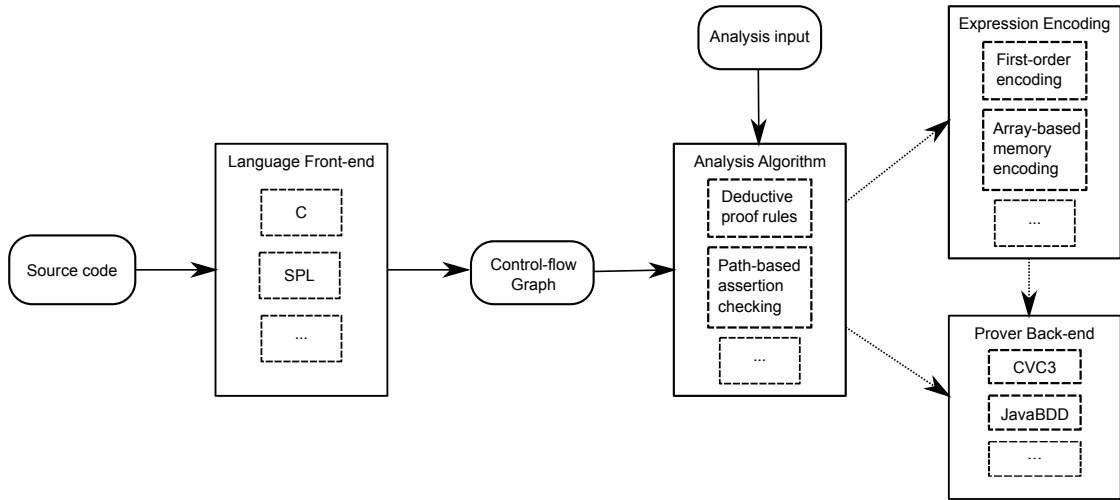 Source code
Language Front-end
C
SPL
...
Control-flow
Graph
Analysis input
Analysis Algorithm
Deductive
proof rules
Path-based
assertion
checking
...
Expression Encoding
First-order
encoding
Array-based
memory
encoding
...
Prover Back-end
CVC3
JavaBDD
...